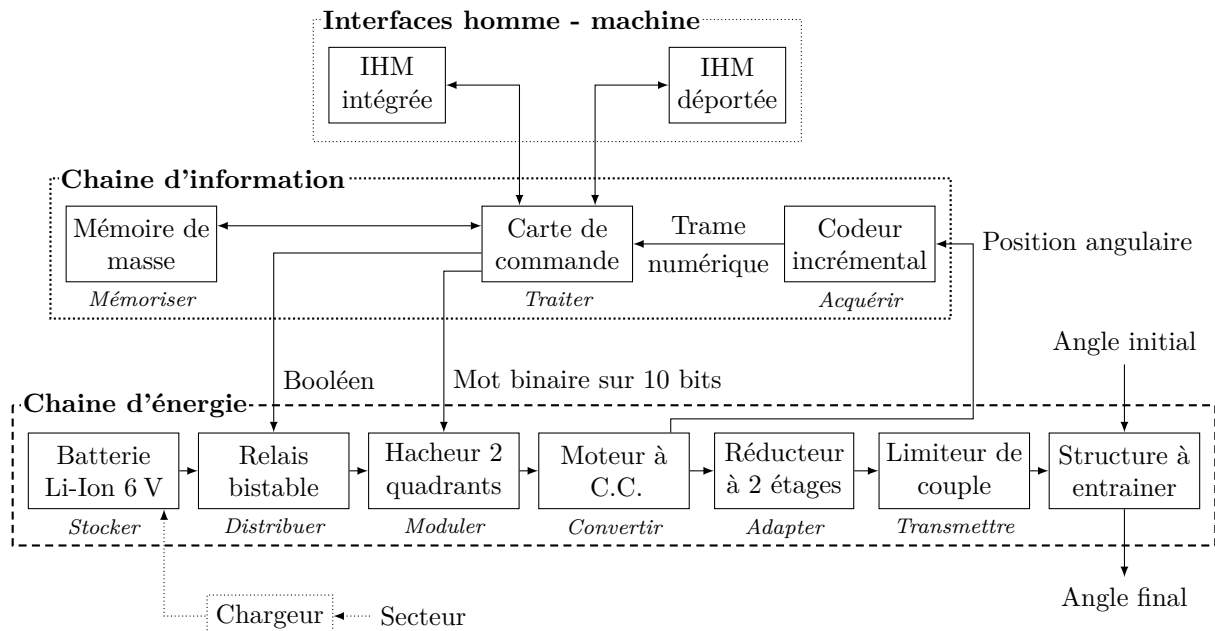 Interfaces homme - machine
IHM
intégrée
IHM
déportée
Chaine d'information
Mémoire de
masse
Mémoriser
Carte de
commande
Traiter
Trame
numérique
Codeur
incrémental
Acquérir
Position angulaire
Booléen
Mot binaire sur 10 bits
Angle initial
Chaine d'énergie
Batterie
Li-Ion 6 V
Stocker
Relais
bistable
Distribuer
Hacheur 2
quadrants
Moduler
Moteur à
C.C.
Convertir
Réducteur
à 2 étages
Adapter
Limiteur de
couple
Transmettre
Structure à
entrainer
Chargeur
Secteur
Angle final